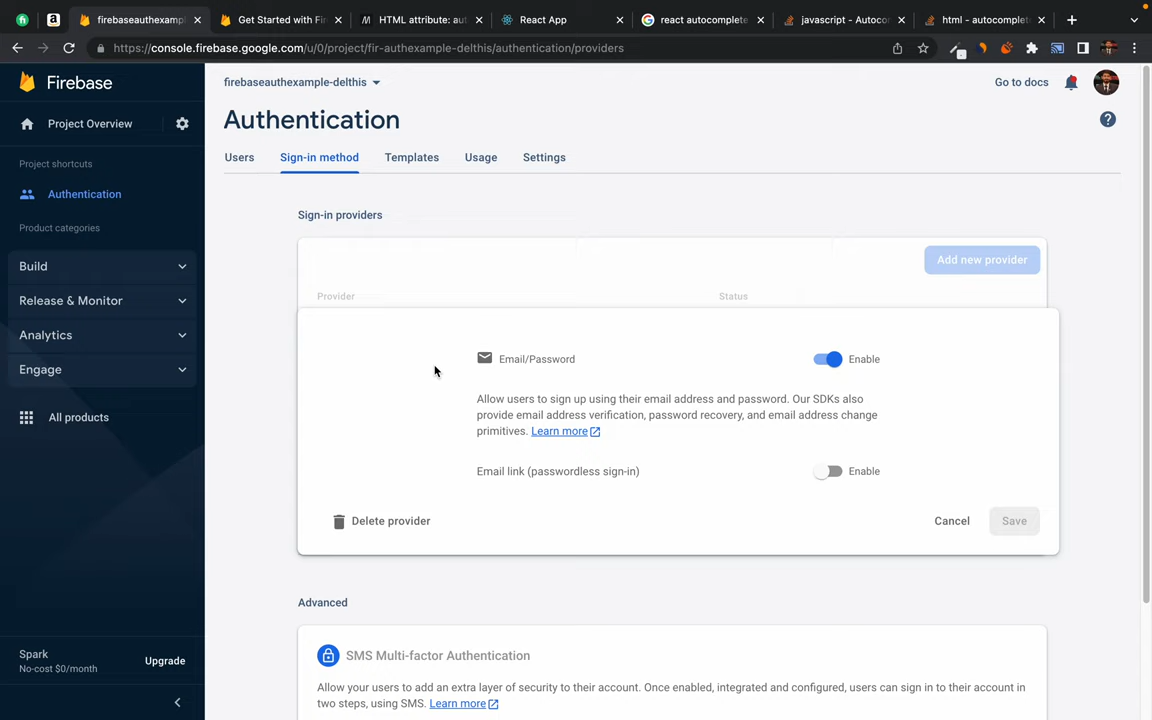 firebaseauthexampl
Get Started with Fir
HTML attribute: aut
React App
react autocomplete
javascript - Autoco
html - autocomplete
https://console.firebase.google.com/u/0/project/fir-authexample-delthis/authentication/providers
Firebase
Project Overview
Project shortcuts
Authentication
Product categories
Build
Release & Monitor
Analytics
Engage
All products
Spark
No-cost $0/month
Upgrade
firebaseauthexample-delthis
Go to docs
Authentication
Users
Sign-in method
Templates
Usage
Settings
Sign-in providers
Add new provider
Provider
Status
Email/Password
Enable
Allow users to sign up using their email address and password. Our SDKs also
provide email address verification, password recovery, and email address change
primitives. Learn more
Email link (passwordless sign-in)
Enable
Delete provider
Cancel
Save
Advanced
SMS Multi-factor Authentication
Allow your users to add an extra layer of security to their account. Once enabled, integrated and configured, users can sign in to their account in
two steps, using SMS. Learn more